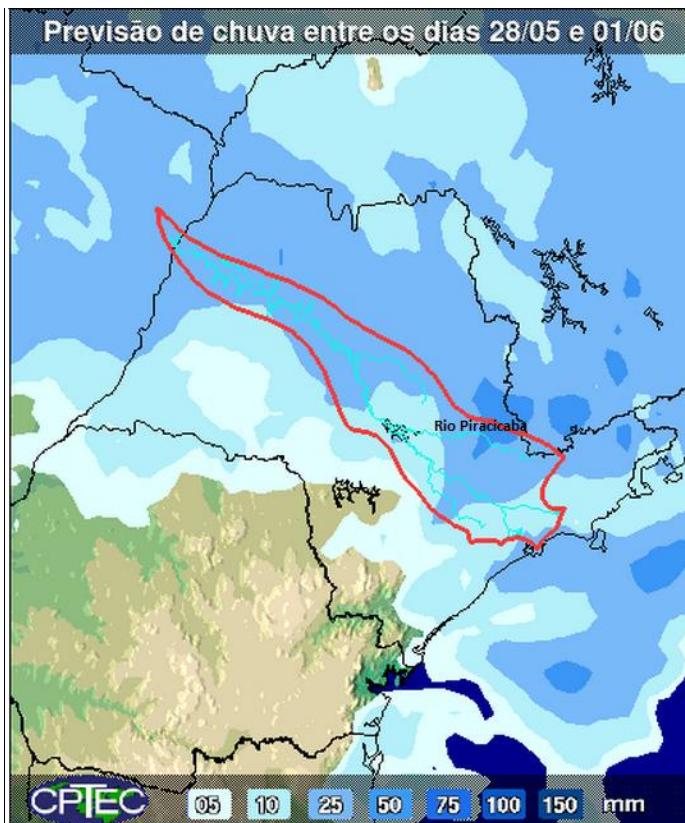 Previsão de chuva entre os dias 28/05 e 01/06
Rio Piracicaba
CPTEC 05 10 25 50 75 100 150 mm